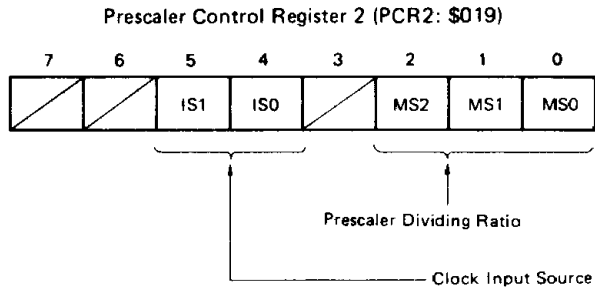 Prescaler Control Register 2 (PCR2: $019)
7 6 5 4 3 2 1 0
IS1 IS0 MS2 MS1 MS0
Prescaler Dividing Ratio
Clock Input Source